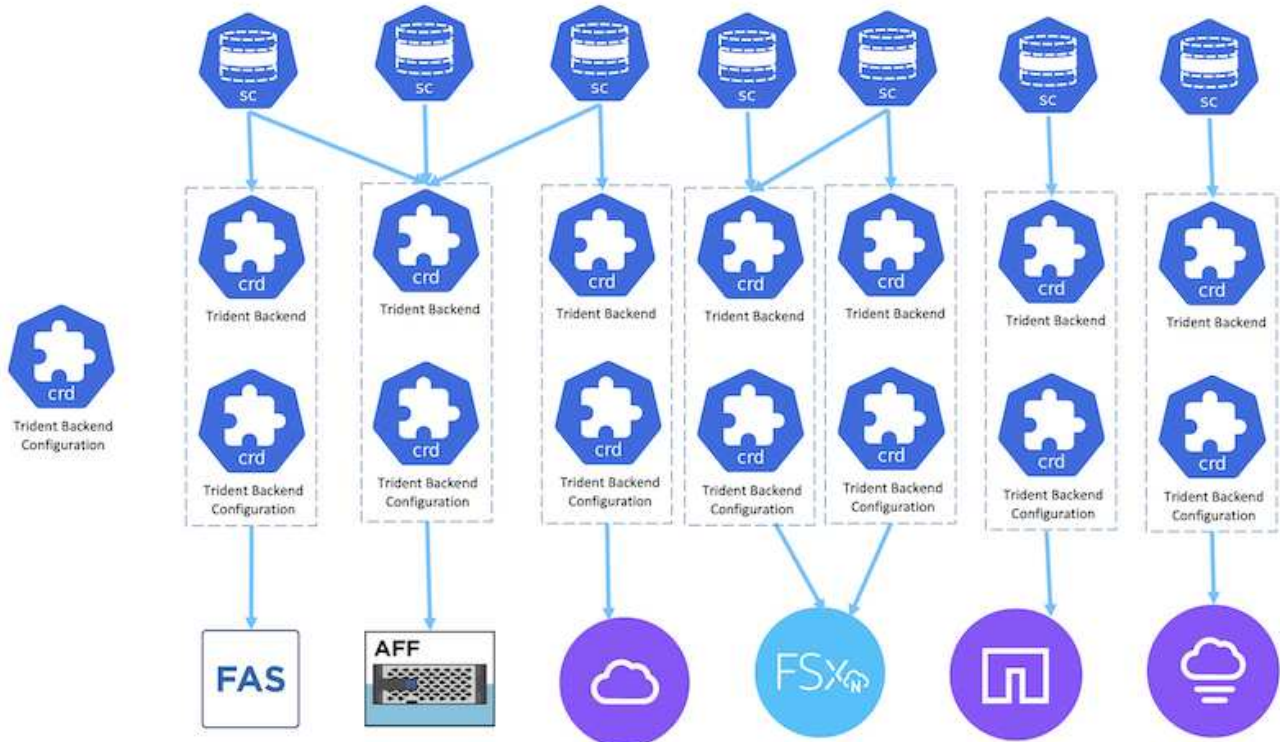 sc
sc
sc
sc
sc
sc
sc
crd
Trident Backend
crd
Trident Backend
crd
Trident Backend
crd
Trident Backend
crd
Trident Backend
crd
Trident Backend
crd
Trident Backend
crd
Trident Backend
Configuration
crd
Trident Backend
Configuration
crd
Trident Backend
Configuration
crd
Trident Backend
Configuration
crd
Trident Backend
Configuration
crd
Trident Backend
Configuration
crd
Trident Backend
Configuration
crd
Trident Backend
Configuration
FAS
AFF
FSx
N